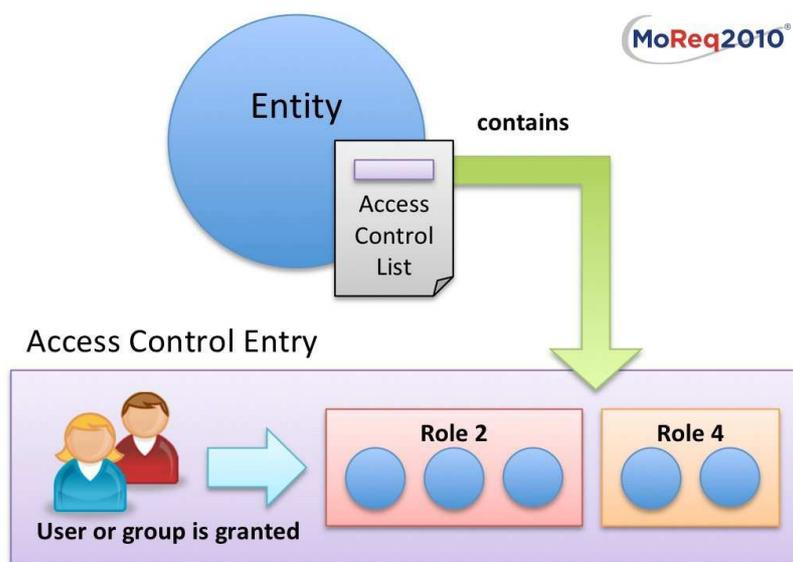 MoReq2010®
Entity
contains
Access
Control
List
Access Control Entry
Role 2
Role 4
User or group is granted